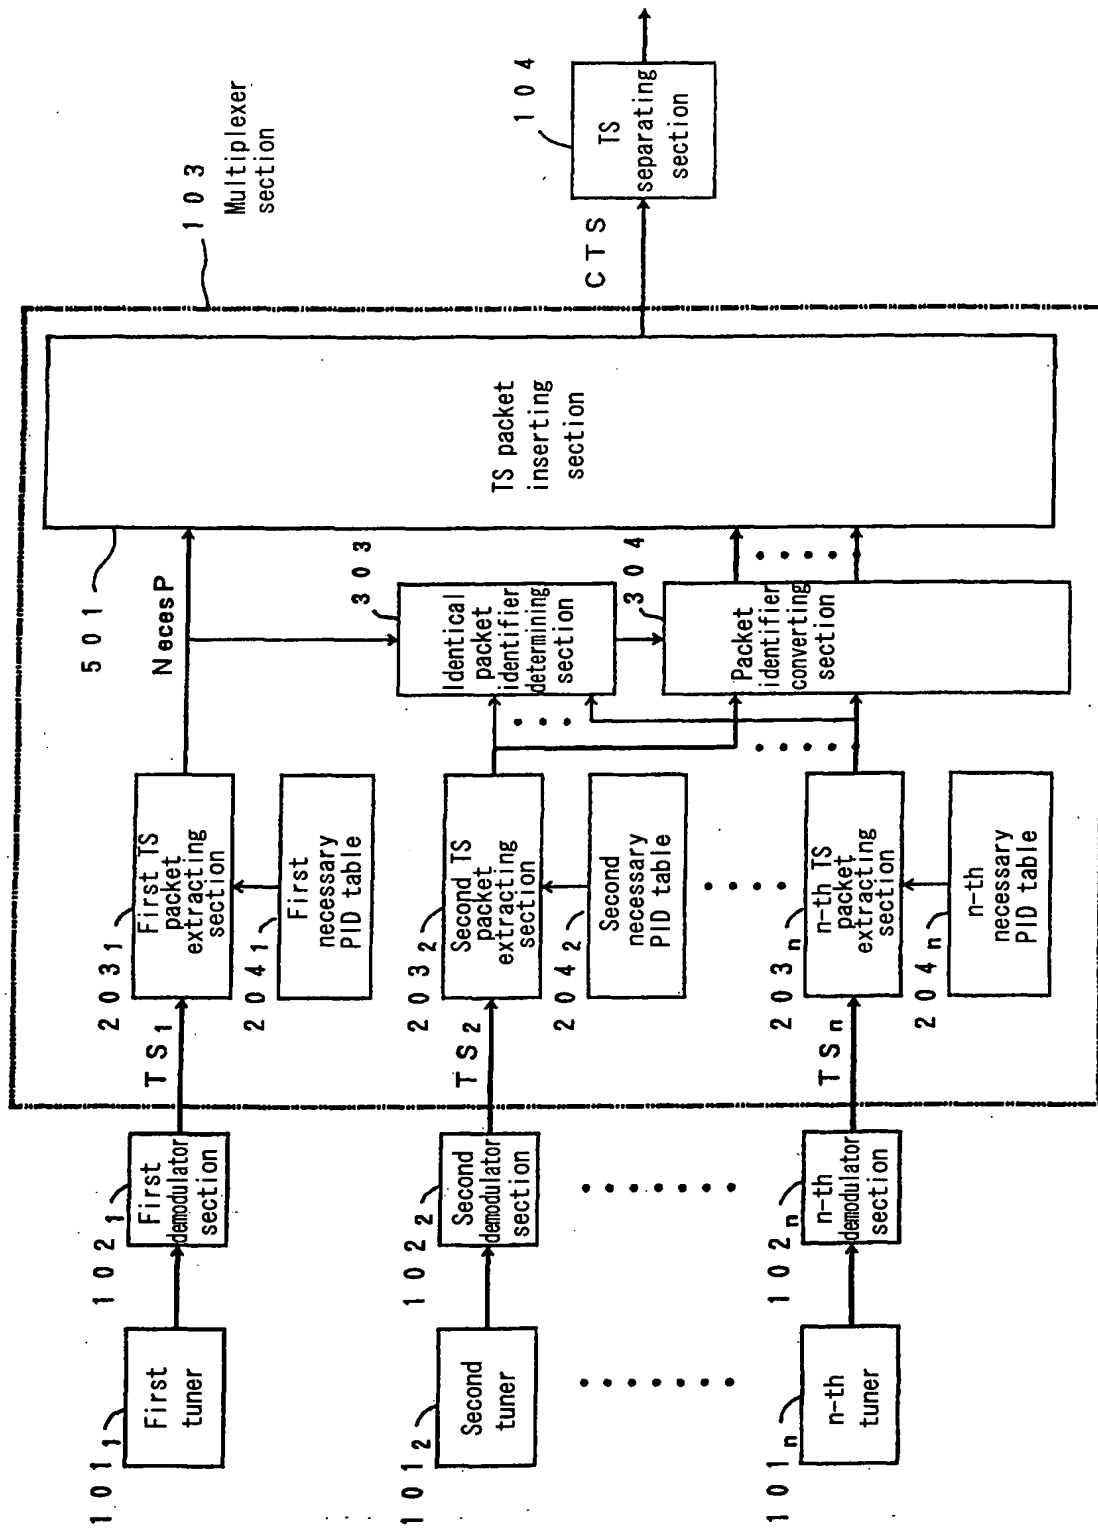 101₁
First
tuner
102₁
First
demodulator
section
TS₁
203₁
First TS
packet
extracting
section
204₁
First
necessary
PID table
NecesP
501
TS packet
inserting
section
103
Multiplexer
section
CTS
104
TS
separating
section
101₂
Second
tuner
102₂
Second
demodulator
section
TS₂
203₂
Second TS
packet
extracting
section
204₂
Second
necessary
PID table
303
Identical
packet
identifier
determining
section
304
Packet
identifier
converting
section
101ₙ
n-th
tuner
102ₙ
n-th
demodulator
section
TSₙ
203ₙ
n-th TS
packet
extracting
section
204ₙ
n-th
necessary
PID table